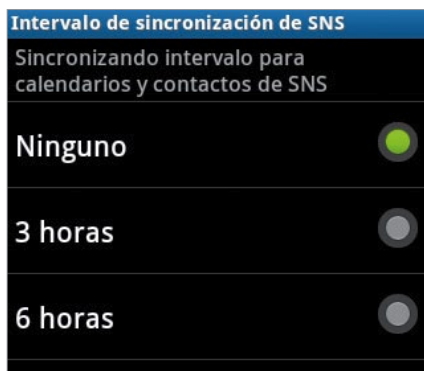 Intervalo de sincronización de SNS
Sincronizando intervalo para
calendarios y contactos de SNS
Ninguno
3 horas
6 horas